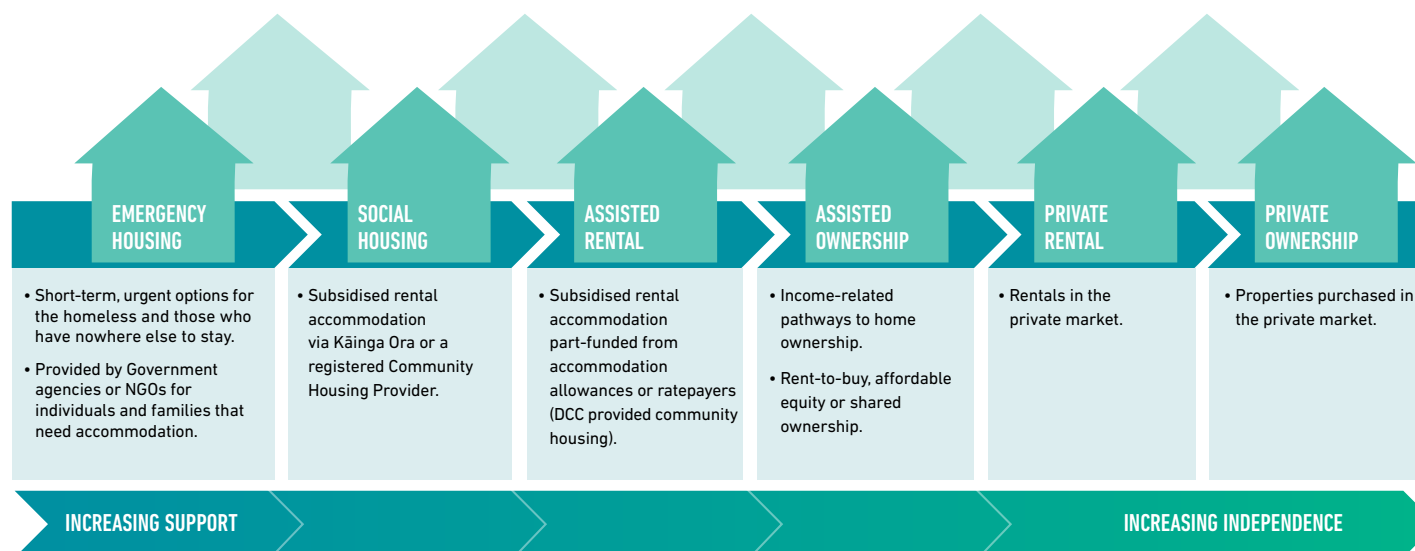 EMERGENCY
HOUSING
SOCIAL
HOUSING
ASSISTED
RENTAL
ASSISTED
OWNERSHIP
PRIVATE
RENTAL
PRIVATE
OWNERSHIP
• Short-term, urgent options for
the homeless and those who
have nowhere else to stay.
• Provided by Government
agencies or NGOs for
individuals and families that
need accommodation.
• Subsidised rental
accommodation
via Kāinga Ora or a
registered Community
Housing Provider.
• Subsidised rental
accommodation
part-funded from
accommodation
allowances or ratepayers
(DCC provided community
housing).
• Income-related
pathways to home
ownership.
• Rent-to-buy, affordable
equity or shared
ownership.
• Rentals in the
private market.
• Properties purchased in
the private market.
INCREASING SUPPORT
INCREASING INDEPENDENCE